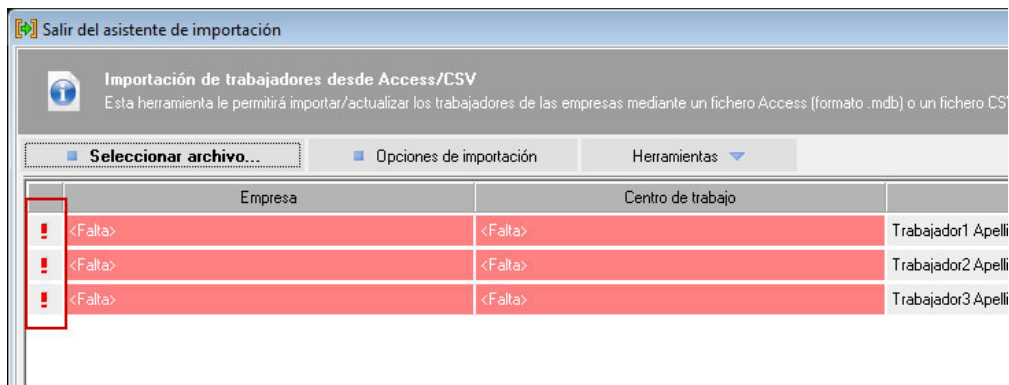 Salir del asistente de importación
Importación de trabajadores desde Access/CSV
Esta herramienta le permitirá importar/actualizar los trabajadores de las empresas mediante un fichero Access (formato .mdb) o un fichero CS
Seleccionar archivo... Opciones de importación Herramientas
Empresa Centro de trabajo
! <Falta> <Falta> Trabajador1 Apelli
! <Falta> <Falta> Trabajador2 Apelli
! <Falta> <Falta> Trabajador3 Apelli